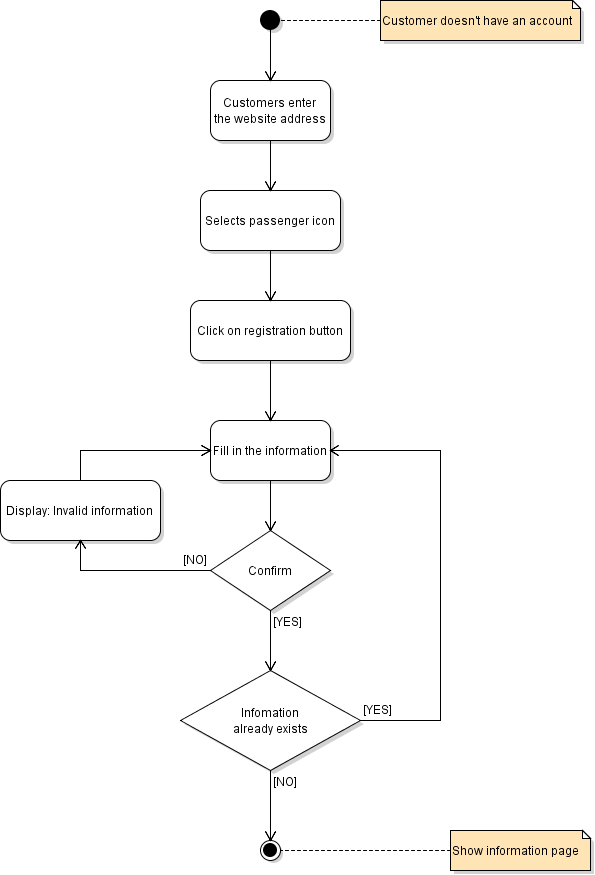 Customer doesn't have an account
Customers enter
the website address
Selects passenger icon
Click on registration button
Fill in the information
Display: Invalid information
[NO]
Confirm
[YES]
Infomation
already exists
[YES]
[NO]
Show information page